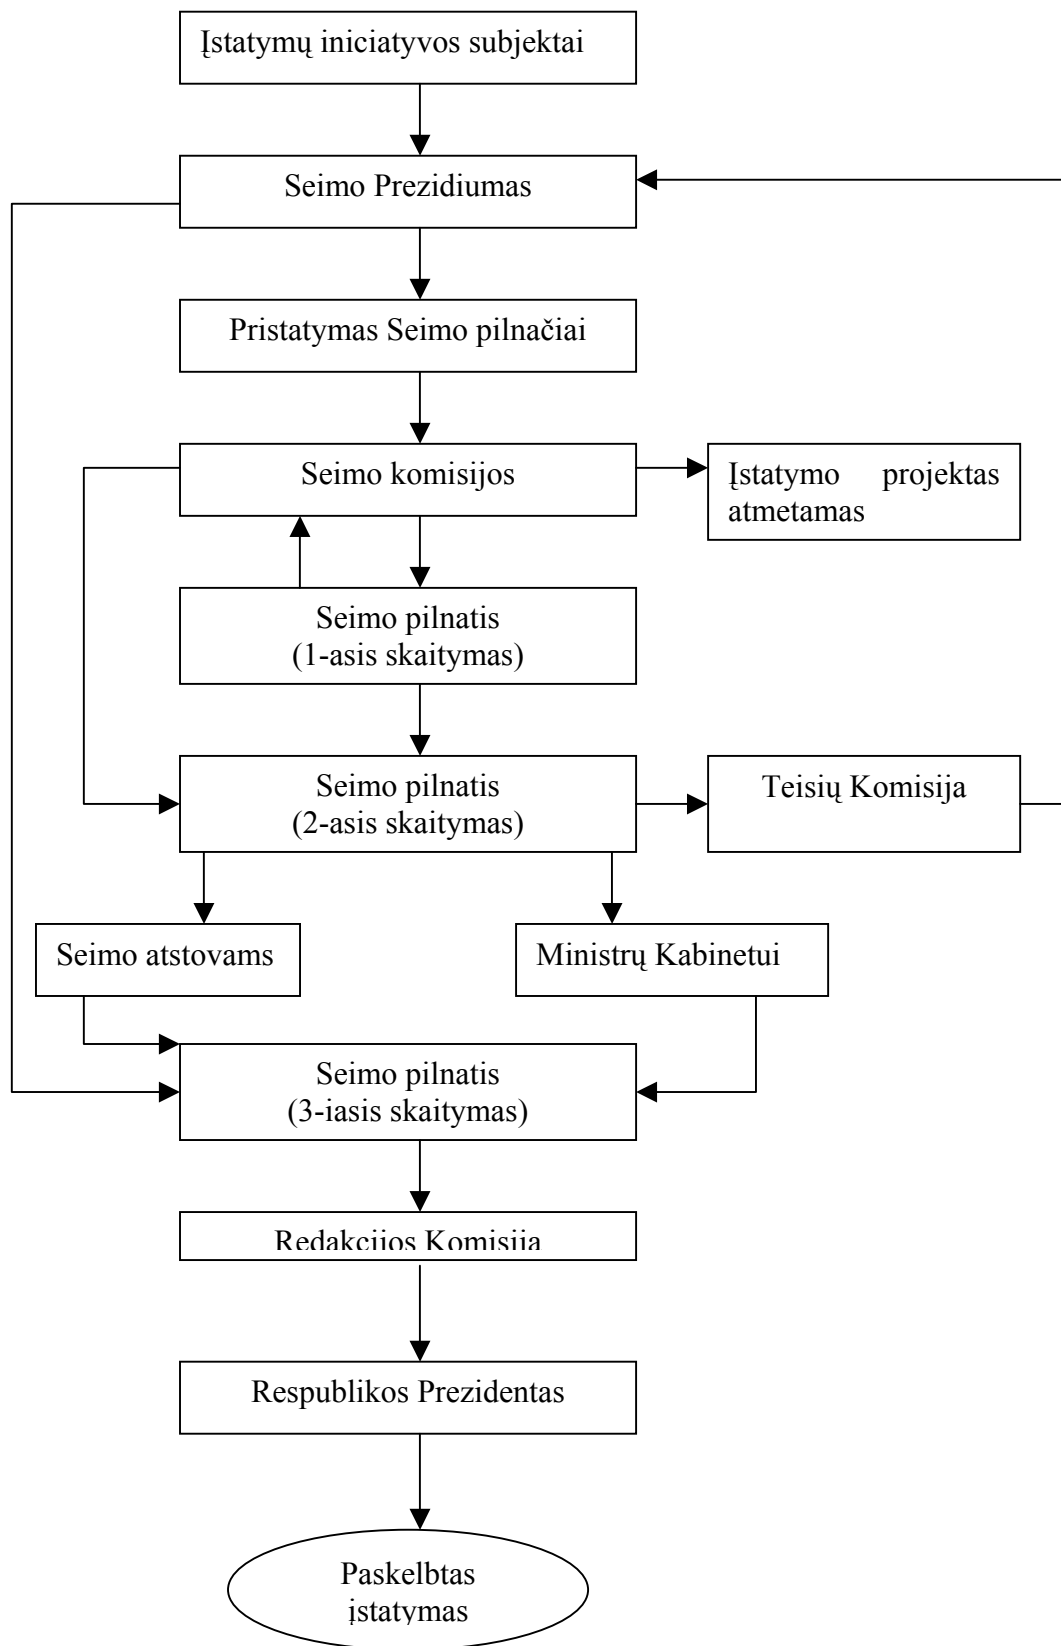 Įstatymų iniciatyvos subjektai
Seimo Prezidiumas
Pristatymas Seimo pilnačiai
Seimo komisijos
Įstatymo projektas
atmetamas
Seimo pilnatis
(1-asis skaitymas)
Seimo pilnatis
(2-asis skaitymas)
Teisių Komisija
Seimo atstovams
Ministrų Kabinetui
Seimo pilnatis
(3-iasis skaitymas)
Redakcijos Komisija
Respublikos Prezidentas
Paskelbtas
įstatymas